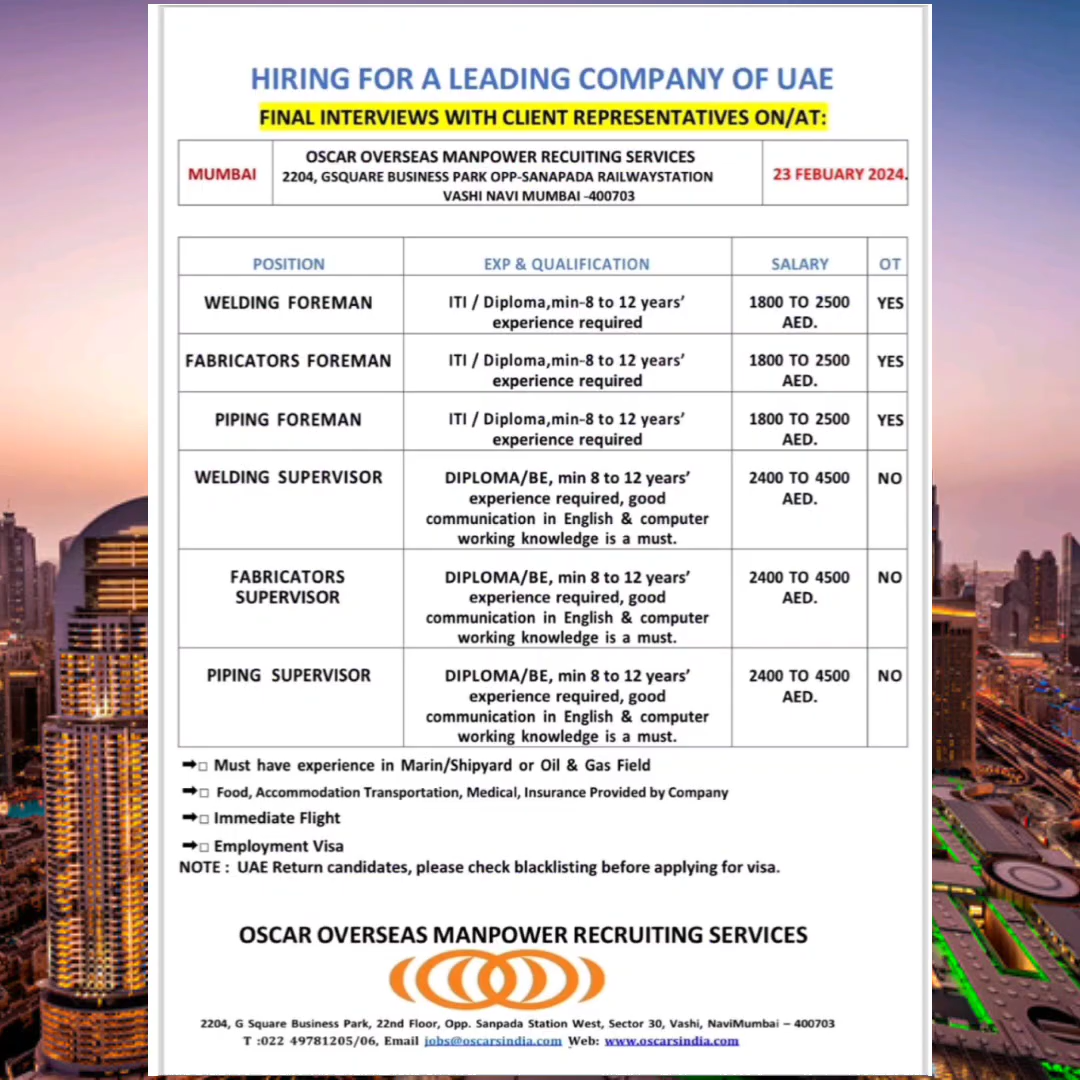 HIRING FOR A LEADING COMPANY OF UAE
FINAL INTERVIEWS WITH CLIENT REPRESENTATIVES ON/AT:
MUMBAI
OSCAR OVERSEAS MANPOWER RECUITING SERVICES
2204, GSQUARE BUSINESS PARK OPP-SANAPADA RAILWAYSTATION
VASHI NAVI MUMBAI -400703
23 FEBUARY 2024.
POSITION EXP & QUALIFICATION SALARY OT
WELDING FOREMAN ITI / Diploma,min-8 to 12 years' 1800 TO 2500 YES
experience required AED.
FABRICATORS FOREMAN ITI / Diploma,min-8 to 12 years' 1800 TO 2500 YES
experience required AED.
PIPING FOREMAN ITI / Diploma,min-8 to 12 years' 1800 TO 2500 YES
experience required AED.
WELDING SUPERVISOR DIPLOMA/BE, min 8 to 12 years' 2400 TO 4500 NO
experience required, good AED.
communication in English & computer
working knowledge is a must.
FABRICATORS DIPLOMA/BE, min 8 to 12 years' 2400 TO 4500 NO
SUPERVISOR experience required, good AED.
communication in English & computer
working knowledge is a must.
PIPING SUPERVISOR DIPLOMA/BE, min 8 to 12 years' 2400 TO 4500 NO
experience required, good AED.
communication in English & computer
working knowledge is a must.
➡□ Must have experience in Marin/Shipyard or Oil & Gas Field
➡□ Food, Accommodation Transportation, Medical, Insurance Provided by Company
➡□ Immediate Flight
➡□ Employment Visa
NOTE : UAE Return candidates, please check blacklisting before applying for visa.
OSCAR OVERSEAS MANPOWER RECRUITING SERVICES
2204, G Square Business Park, 22nd Floor, Opp. Sanpada Station West, Sector 30, Vashi, NaviMumbai – 400703
T :022 49781205/06, Email jobs@oscarsindia.com Web: www.oscarsindia.com